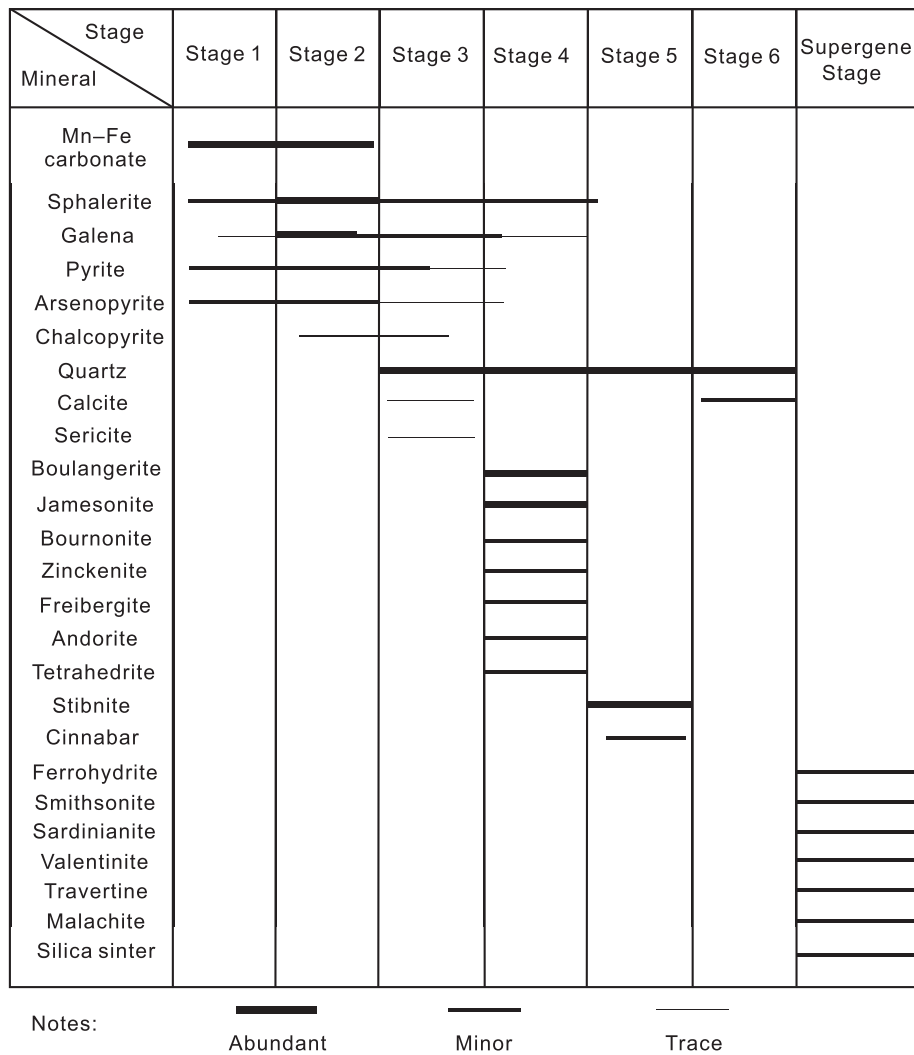 Stage
Mineral
Stage 1
Stage 2
Stage 3
Stage 4
Stage 5
Stage 6
Supergene
Stage
Mn–Fe
carbonate
Sphalerite
Galena
Pyrite
Arsenopyrite
Chalcopyrite
Quartz
Calcite
Sericite
Boulangerite
Jamesonite
Bournonite
Zinckenite
Freibergite
Andorite
Tetrahedrite
Stibnite
Cinnabar
Ferrohydrite
Smithsonite
Sardinianite
Valentinite
Travertine
Malachite
Silica sinter
Notes:
Abundant
Minor
Trace